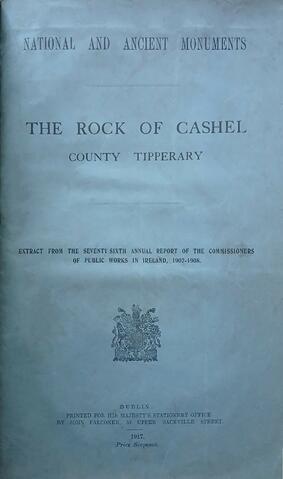 NATIONAL AND ANCIENT MONUMENTS
THE ROCK OF CASHEL
COUNTY TIPPERARY
EXTRACT FROM THE SEVENTY-SIXTH ANNUAL REPORT OF THE COMMISSIONERS
OF PUBLIC WORKS IN IRELAND, 1907-1908.
DUBLIN
PRINTED FOR HIS MAJESTY'S STATIONERY OFFICE
BY JOHN FALCONER, UPPER SACKVILLE STREET.
1917.
Price Sixpence.